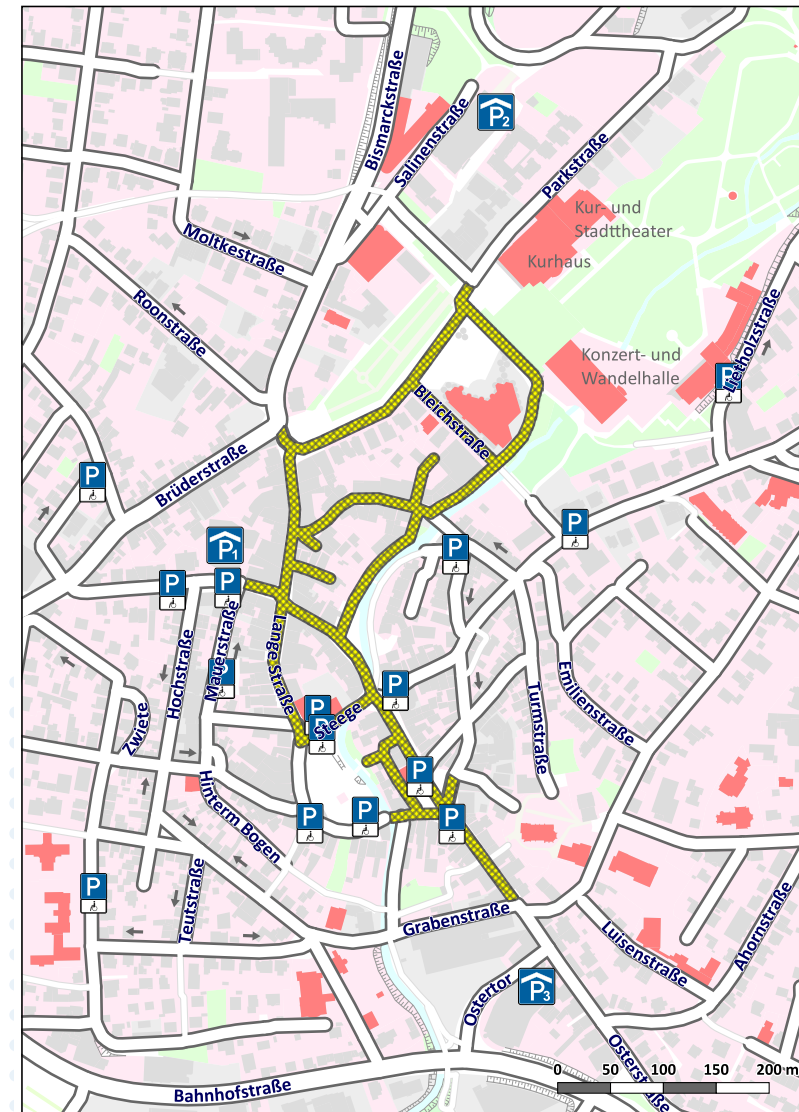 Bismarckstraße
Salinenstraße
P2
Parkstraße
Kur- und
Stadttheater
Kurhaus
Moltkestraße
Roonstraße
Konzert- und
Wandelhalle
Lietholzstraße
P
Bleichstraße
Brüderstraße
P
P
P1
P
P
P
Hochstraße
Mauerstraße
P
Lange Straße
Emilienstraße
Turmstraße
P
Zwiete
P
P
Steege
P
Hinterm Bogen
P
P
P
P
Teutstraße
Grabenstraße
Luisenstraße
Ahornstraße
Ostertor
P3
Osterstraße
0 50 100 150 200 m
Bahnhofstraße